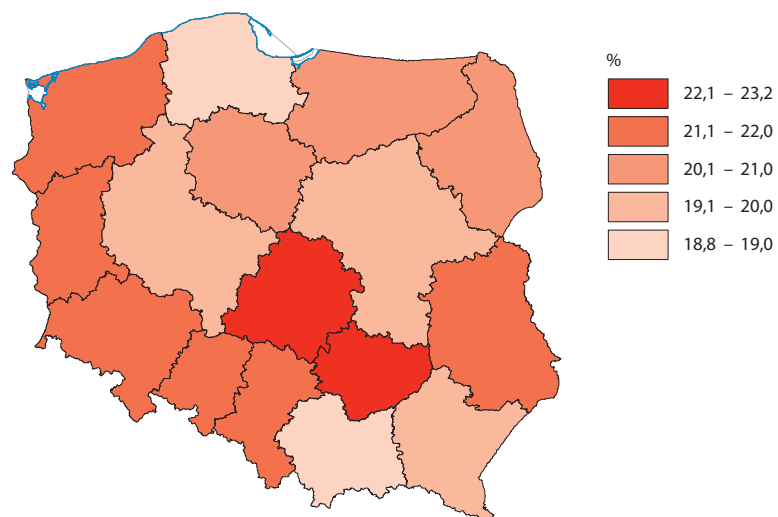 %
22,1 – 23,2
21,1 – 22,0
20,1 – 21,0
19,1 – 20,0
18,8 – 19,0